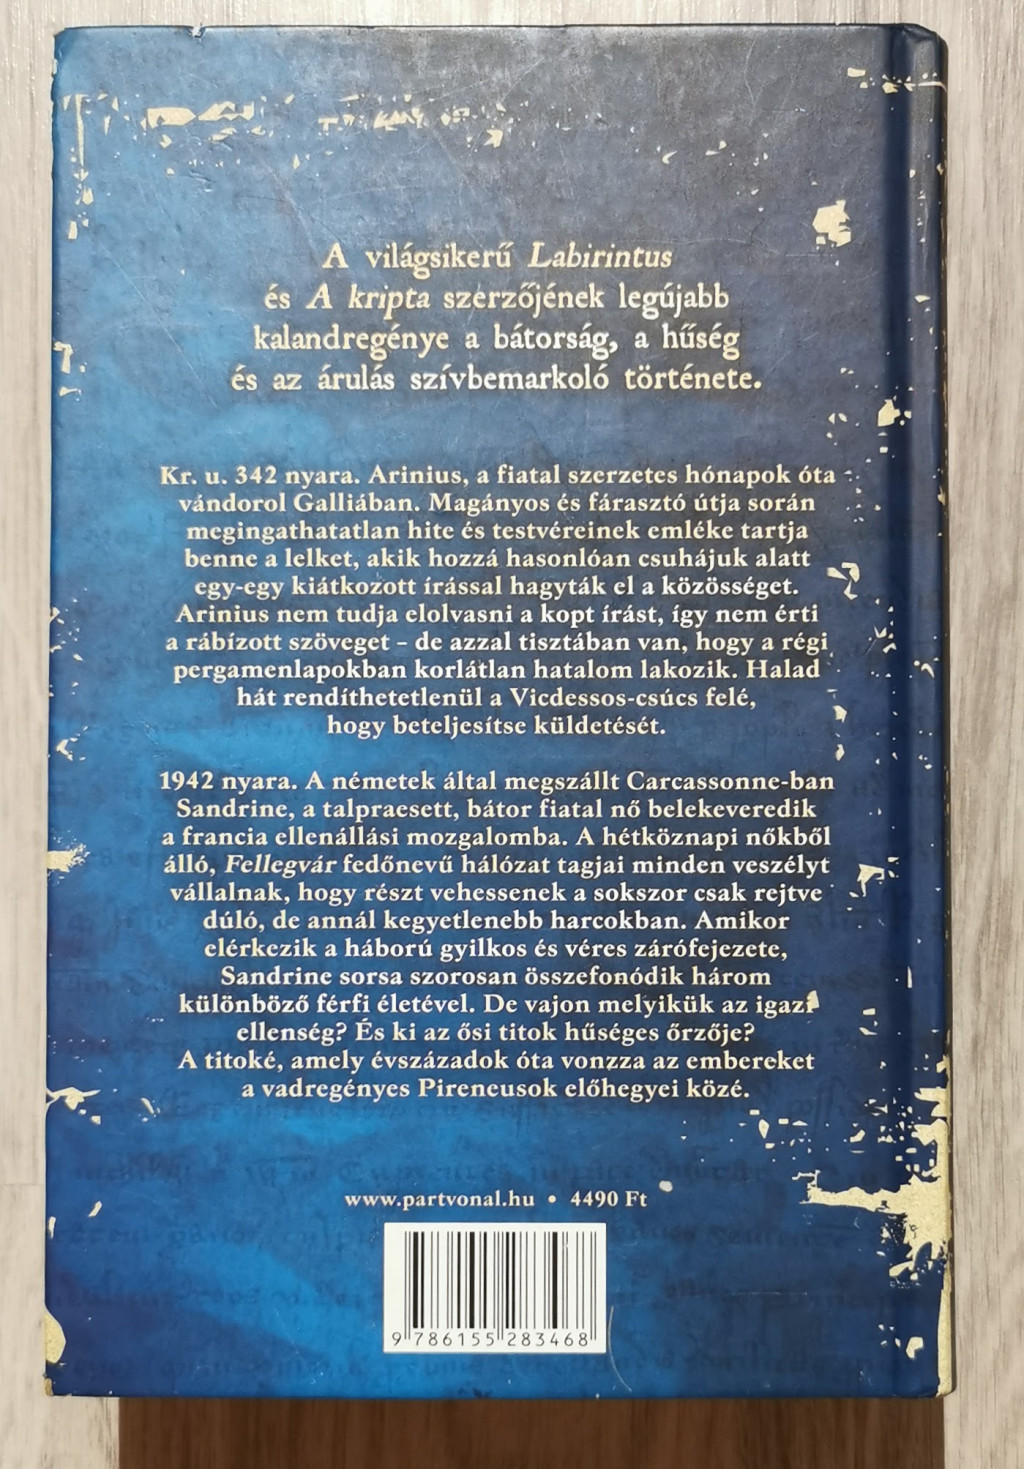 A világsikerű Labirintus
és A kripta szerzőjének legújabb
kalandregénye a bátorság, a hűség
és az árulás szívbemarkoló története.
Kr. u. 342 nyara. Arinius, a fiatal szerzetes hónapok óta
vándorol Galliában. Magányos és fárasztó útja során
megingathatatlan hite és testvéreinek emléke tartja
benne a lelket, akik hozzá hasonlóan csuhájuk alatt
egy-egy kiátkozott írással hagyták el a közösséget.
Arinius nem tudja elolvasni a kopt írást, így nem érti
a rábízott szöveget – de azzal tisztában van, hogy a régi
pergamenlapokban korlátlan hatalom lakozik. Halad
hát rendíthetetlenül a Vicdessos-csúcs felé,
hogy beteljesítse küldetését.
1942 nyara. A németek által megszállt Carcassonne-ban
Sandrine, a talpraesett, bátor fiatal nő belekeveredik
a francia ellenállási mozgalomba. A hétköznapi nőkből
álló, Fellegvár fedőnevű hálózat tagjai minden veszélyt
vállalnak, hogy részt vehessenek a sokszor csak rejtve
dúló, de annál kegyetlenebb harcokban. Amikor
elérkezik a háború gyilkos és véres zárófejezete,
Sandrine sorsa szorosan összefonódik három
különböző férfi életével. De vajon melyikük az igazi
ellenség? És ki az ősi titok hűséges őrzője?
A titoké, amely évszázadok óta vonzza az embereket
a vadregényes Pireneusok előhegyei közé.
www.partvonal.hu • 4490 Ft
9 786155 283468